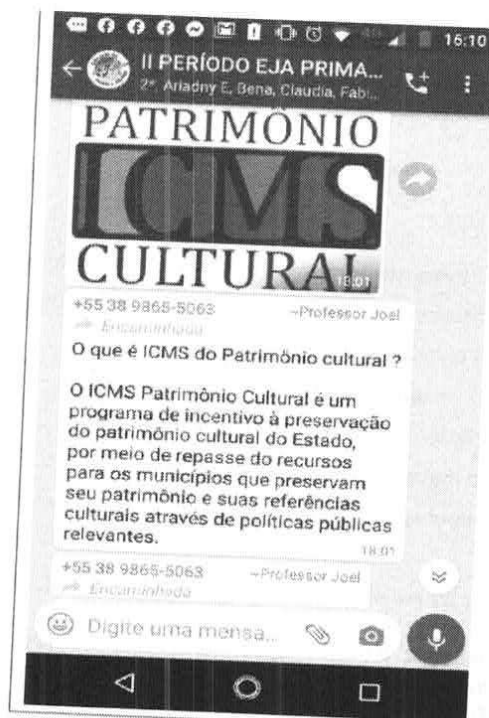 16:10
II PERÍODO EJA PRIMA...
2º, Ariadny E, Bena, Claudia, Fabi...
PATRIMÔNIO
ICMS
CULTURAL
18:01
+55 38 9865-5063 ~Professor Joel
Encaminhada
O que é ICMS do Patrimônio cultural ?
O ICMS Patrimônio Cultural é um
programa de incentivo à preservação
do patrimônio cultural do Estado,
por meio de repasse do recursos
para os municípios que preservam
seu patrimônio e suas referências
culturais através de políticas públicas
relevantes.
18:01
+55 38 9865-5063 ~Professor Joel
Encaminhada
Digite uma mensa...